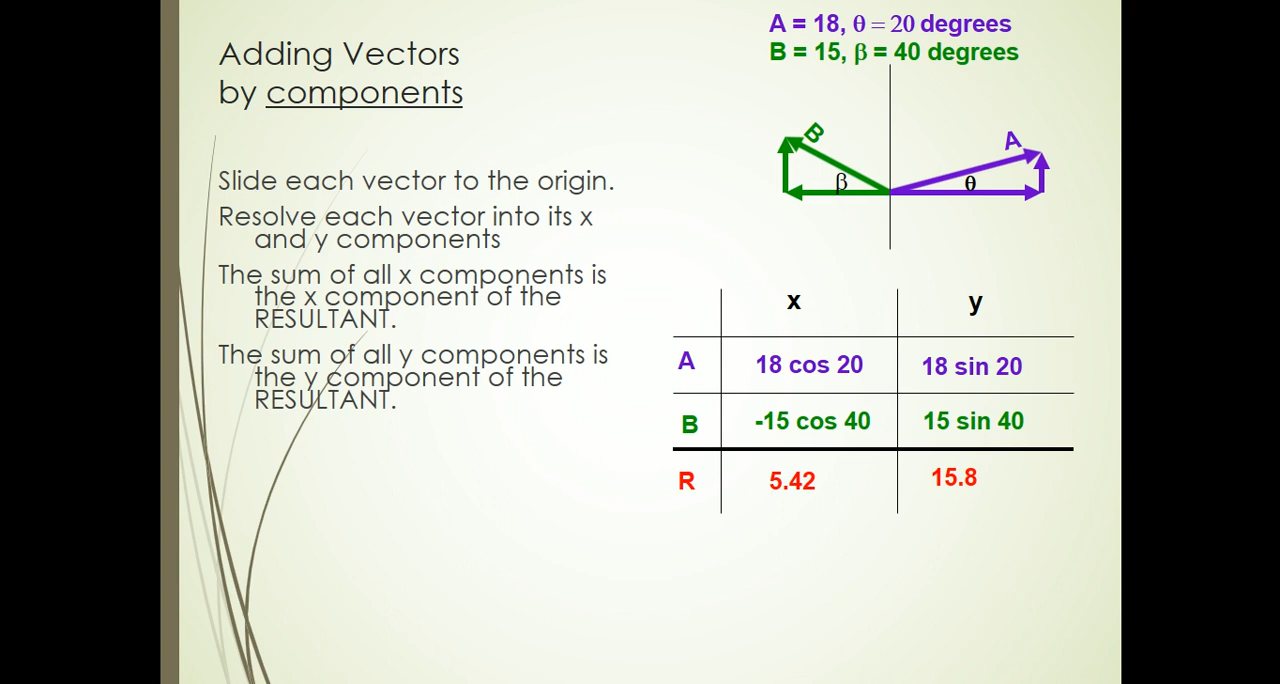 Adding Vectors
by components
Slide each vector to the origin.
Resolve each vector into its x
and y components
The sum of all x components is
the x component of the
RESULTANT.
The sum of all y components is
the y component of the
RESULTANT.
A = 18, θ = 20 degrees
B = 15, β = 40 degrees
B
A
β
θ
x y
A 18 cos 20 18 sin 20
B -15 cos 40 15 sin 40
R 5.42 15.8